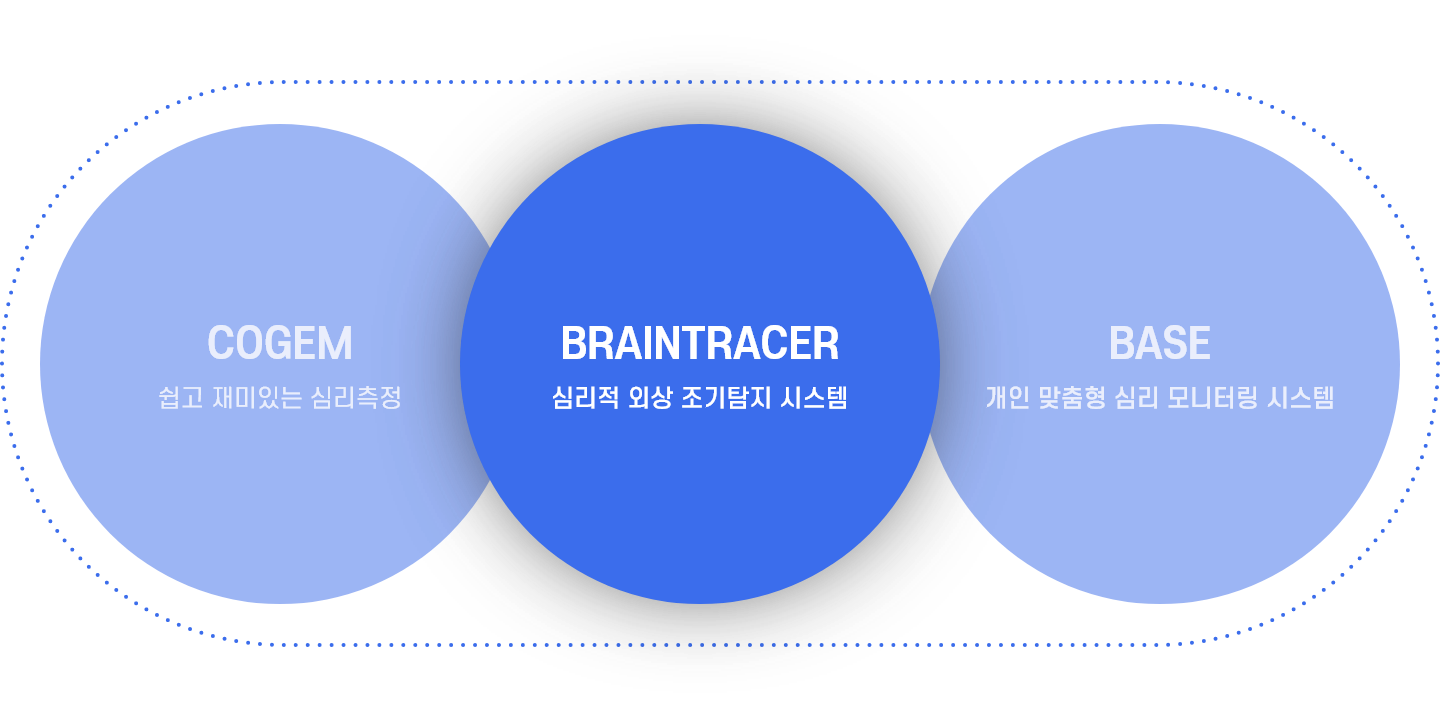 COGEM
쉽고 재미있는 심리측정
BRAINTRACER
심리적 외상 조기탐지 시스템
BASE
개인 맞춤형 심리 모니터링 시스템